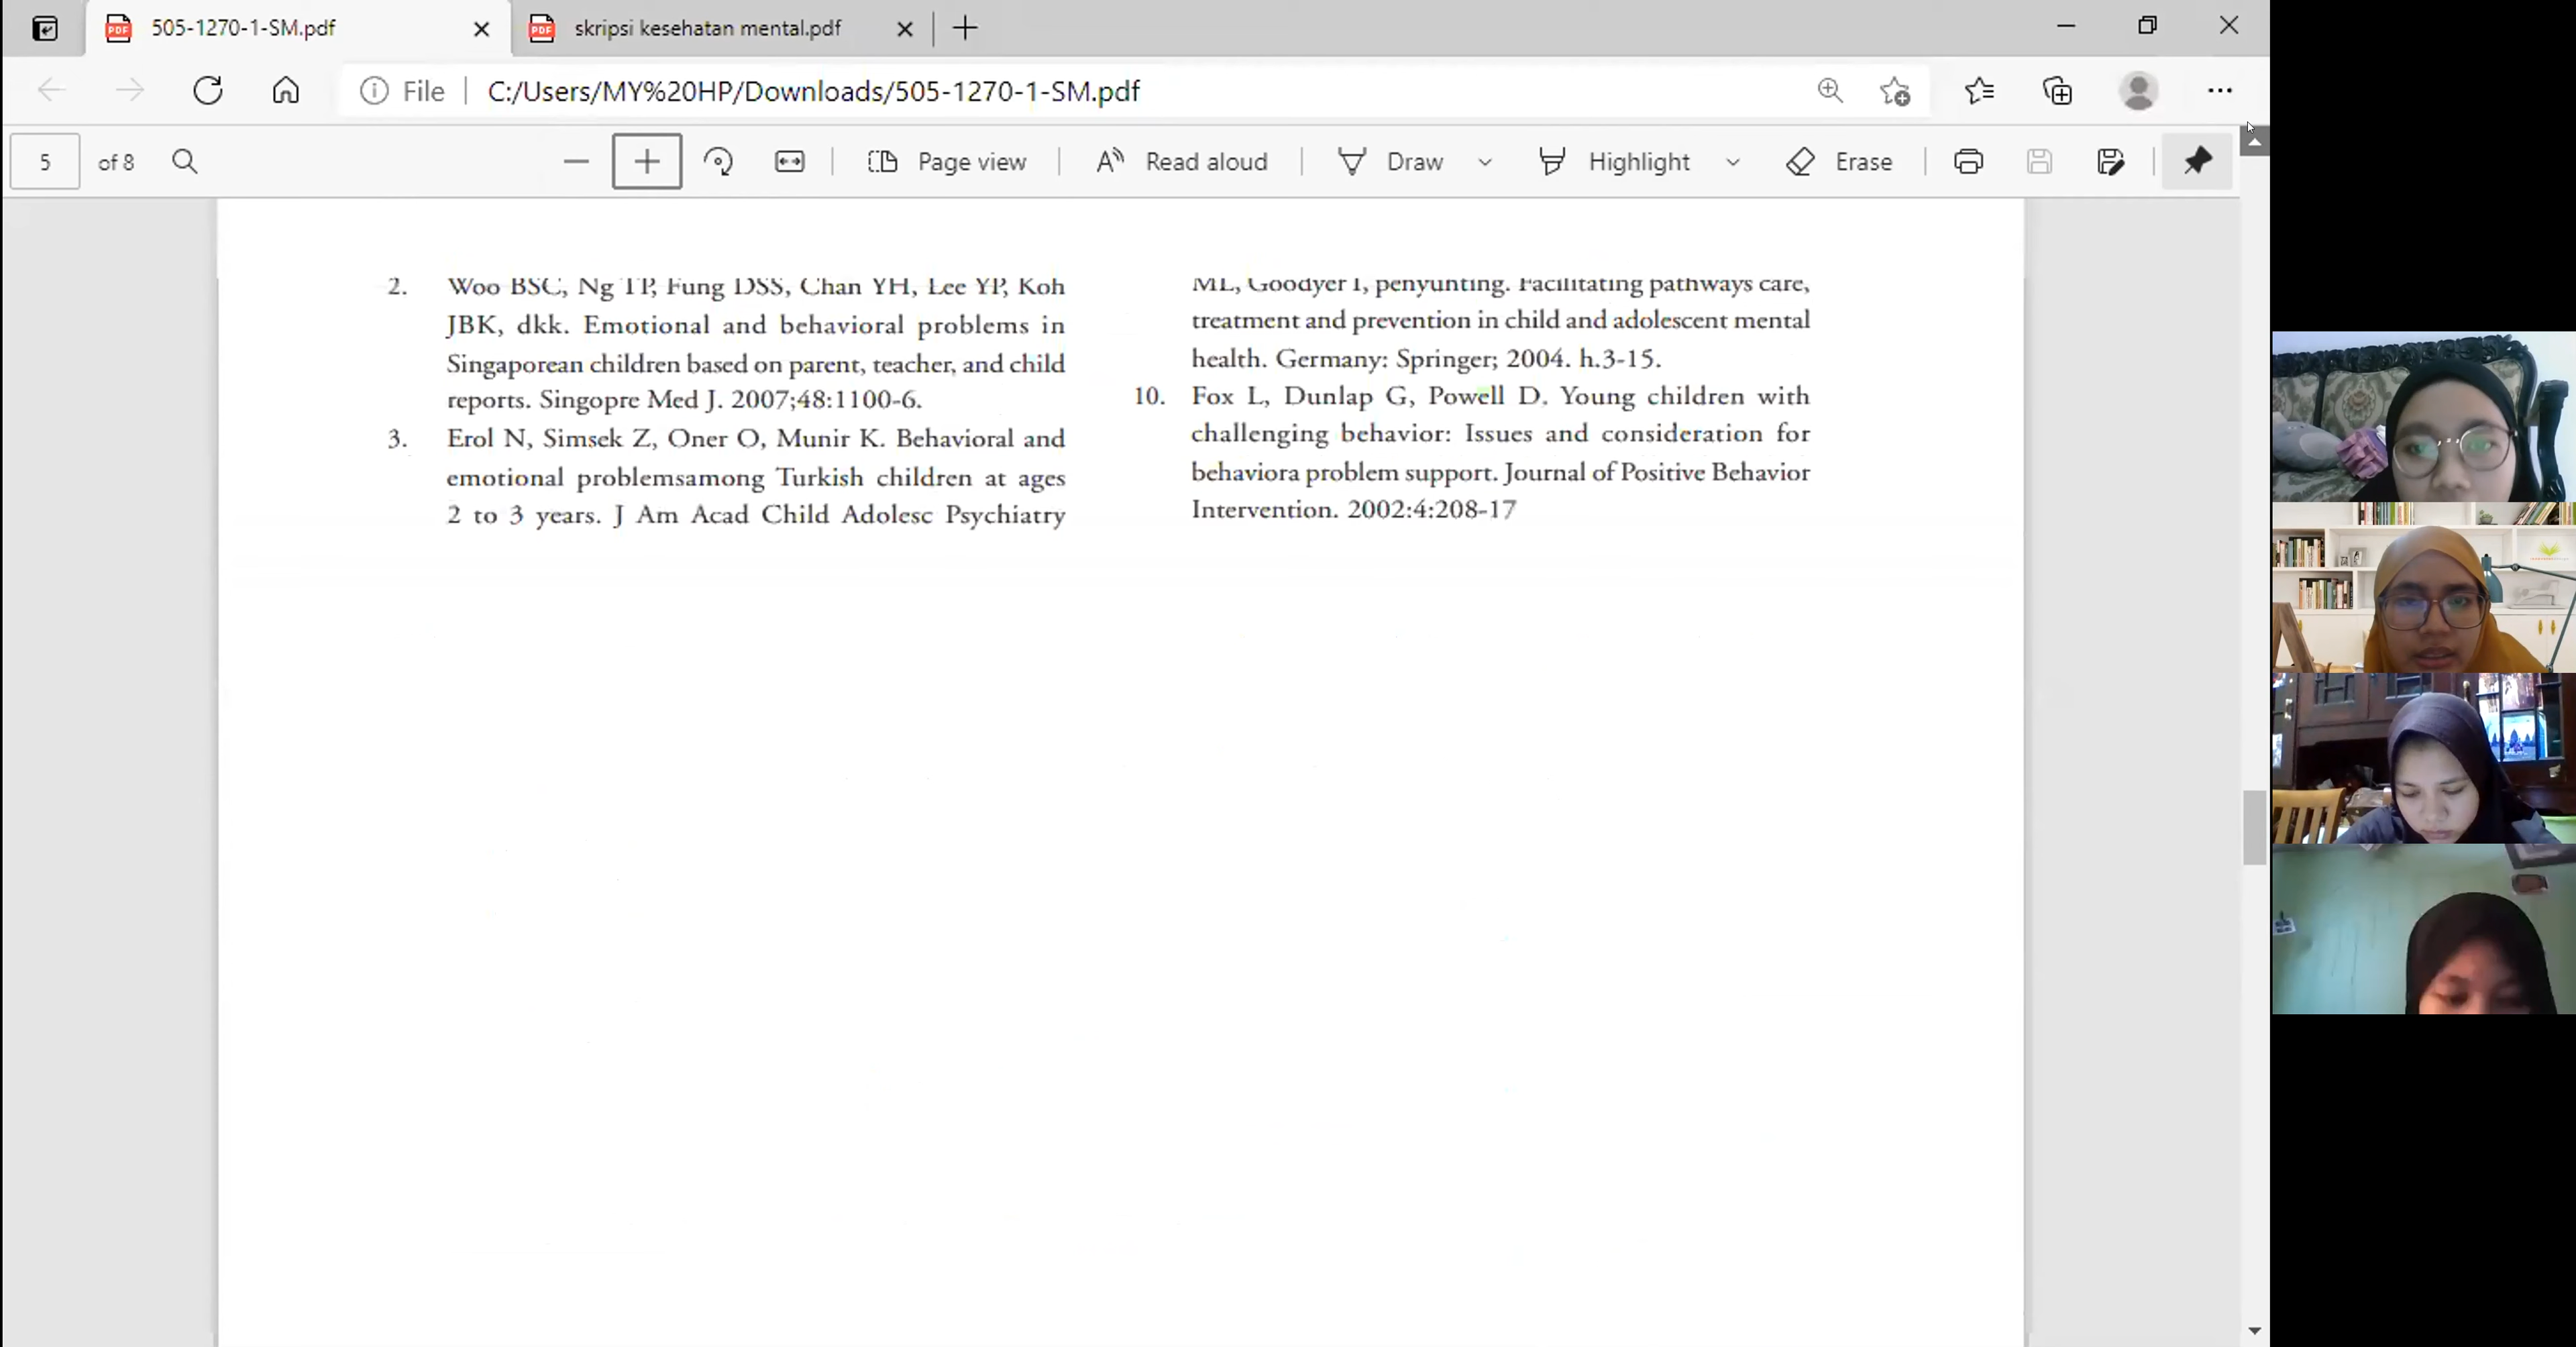 505-1270-1-SM.pdf
skripsi kesehatan mental.pdf
File
C:/Users/MY%20HP/Downloads/505-1270-1-SM.pdf
5 of 8
Page view
Read aloud
Draw
Highlight
Erase
2. Woo BSC, Ng TP, Fung DSS, Chan YH, Lee YP, Koh
JBK, dkk. Emotional and behavioral problems in
Singaporean children based on parent, teacher, and child
reports. Singopre Med J. 2007;48:1100-6.
3. Erol N, Simsek Z, Oner O, Munir K. Behavioral and
emotional problemsamong Turkish children at ages
2 to 3 years. J Am Acad Child Adolesc Psychiatry
ML, Goodyer I, penyunting. Facilitating pathways care,
treatment and prevention in child and adolescent mental
health. Germany: Springer; 2004. h.3-15.
10. Fox L, Dunlap G, Powell D. Young children with
challenging behavior: Issues and consideration for
behaviora problem support. Journal of Positive Behavior
Intervention. 2002:4:208-17